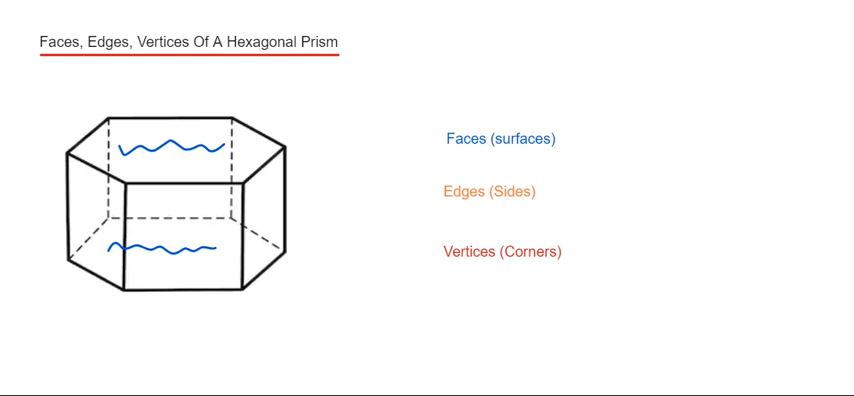 Faces, Edges, Vertices Of A Hexagonal Prism
Faces (surfaces)
Edges (Sides)
Vertices (Corners)